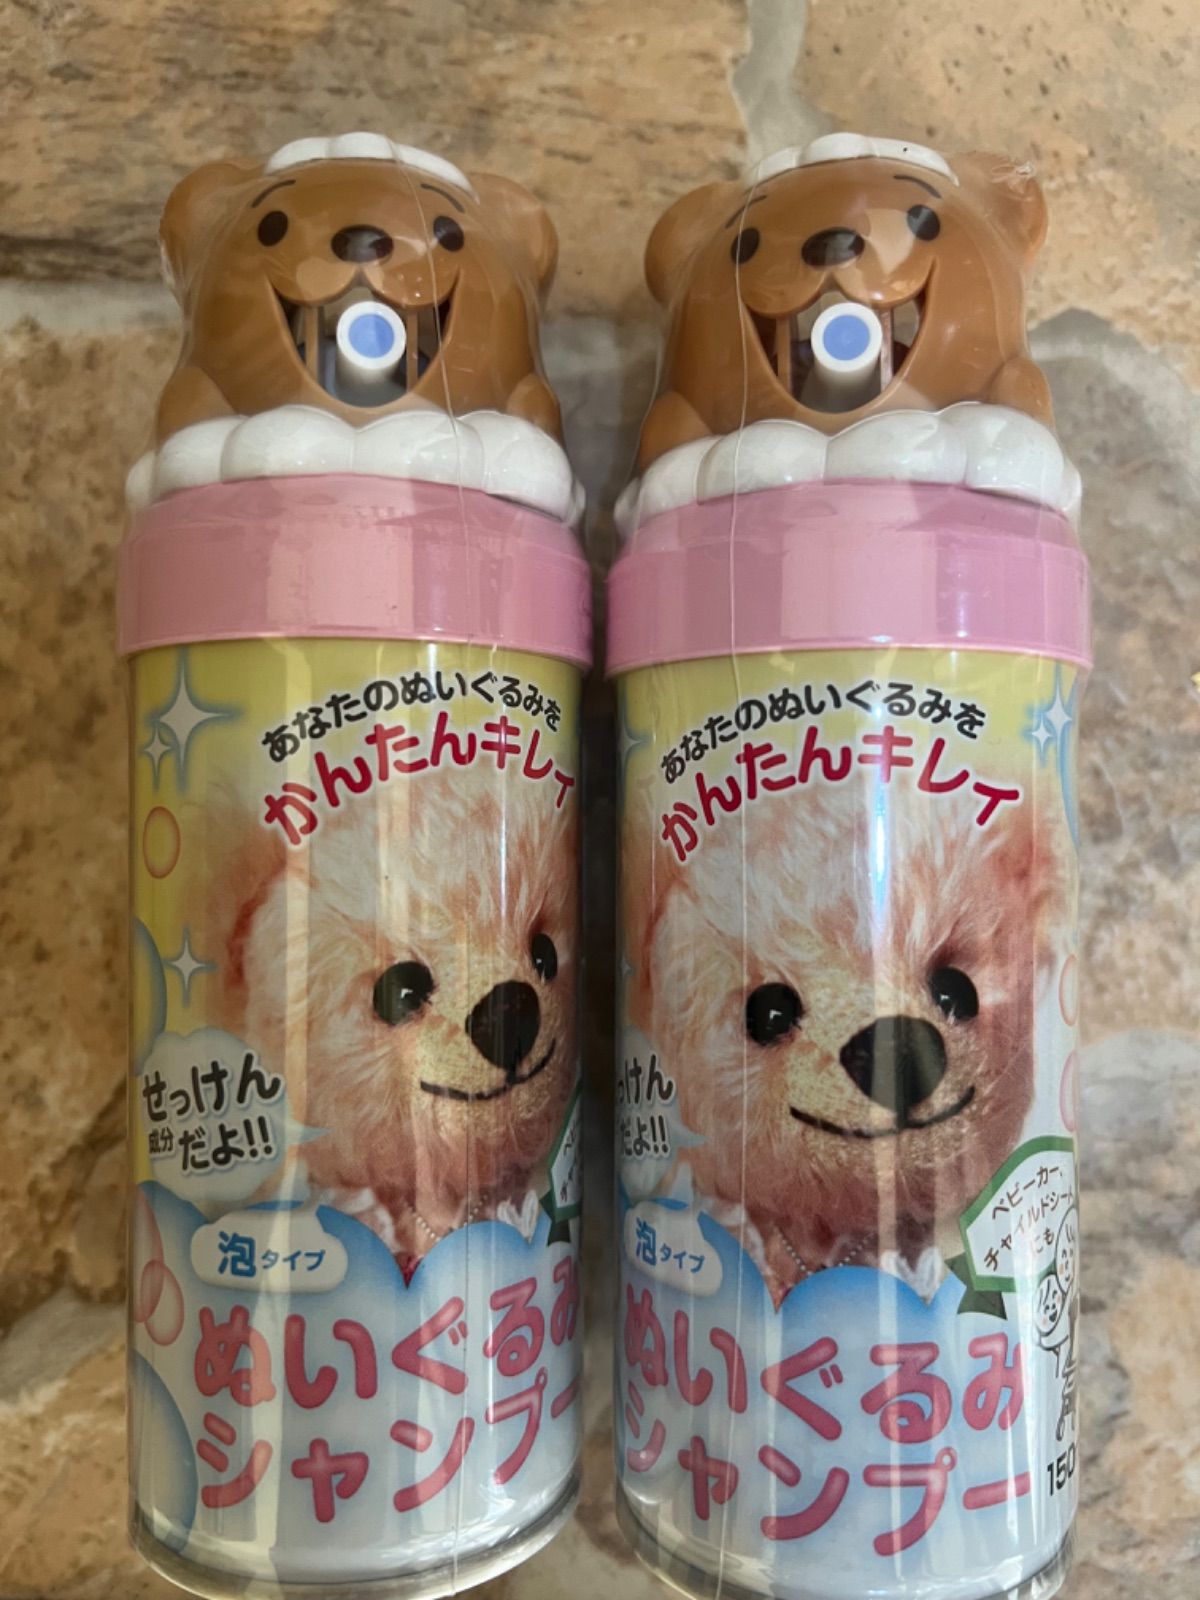 あなたのぬいぐるみを
かんたんキレイ
せっけん
成分だよ!!
泡タイプ
ぬいぐるみ
シャンプー
あなたのぬいぐるみを
かんたんキレイ
っけん
だよ!!
泡タイプ
ベビーカー、
チャイルドシート
にも
ぬいぐるみ
シャンプー
150